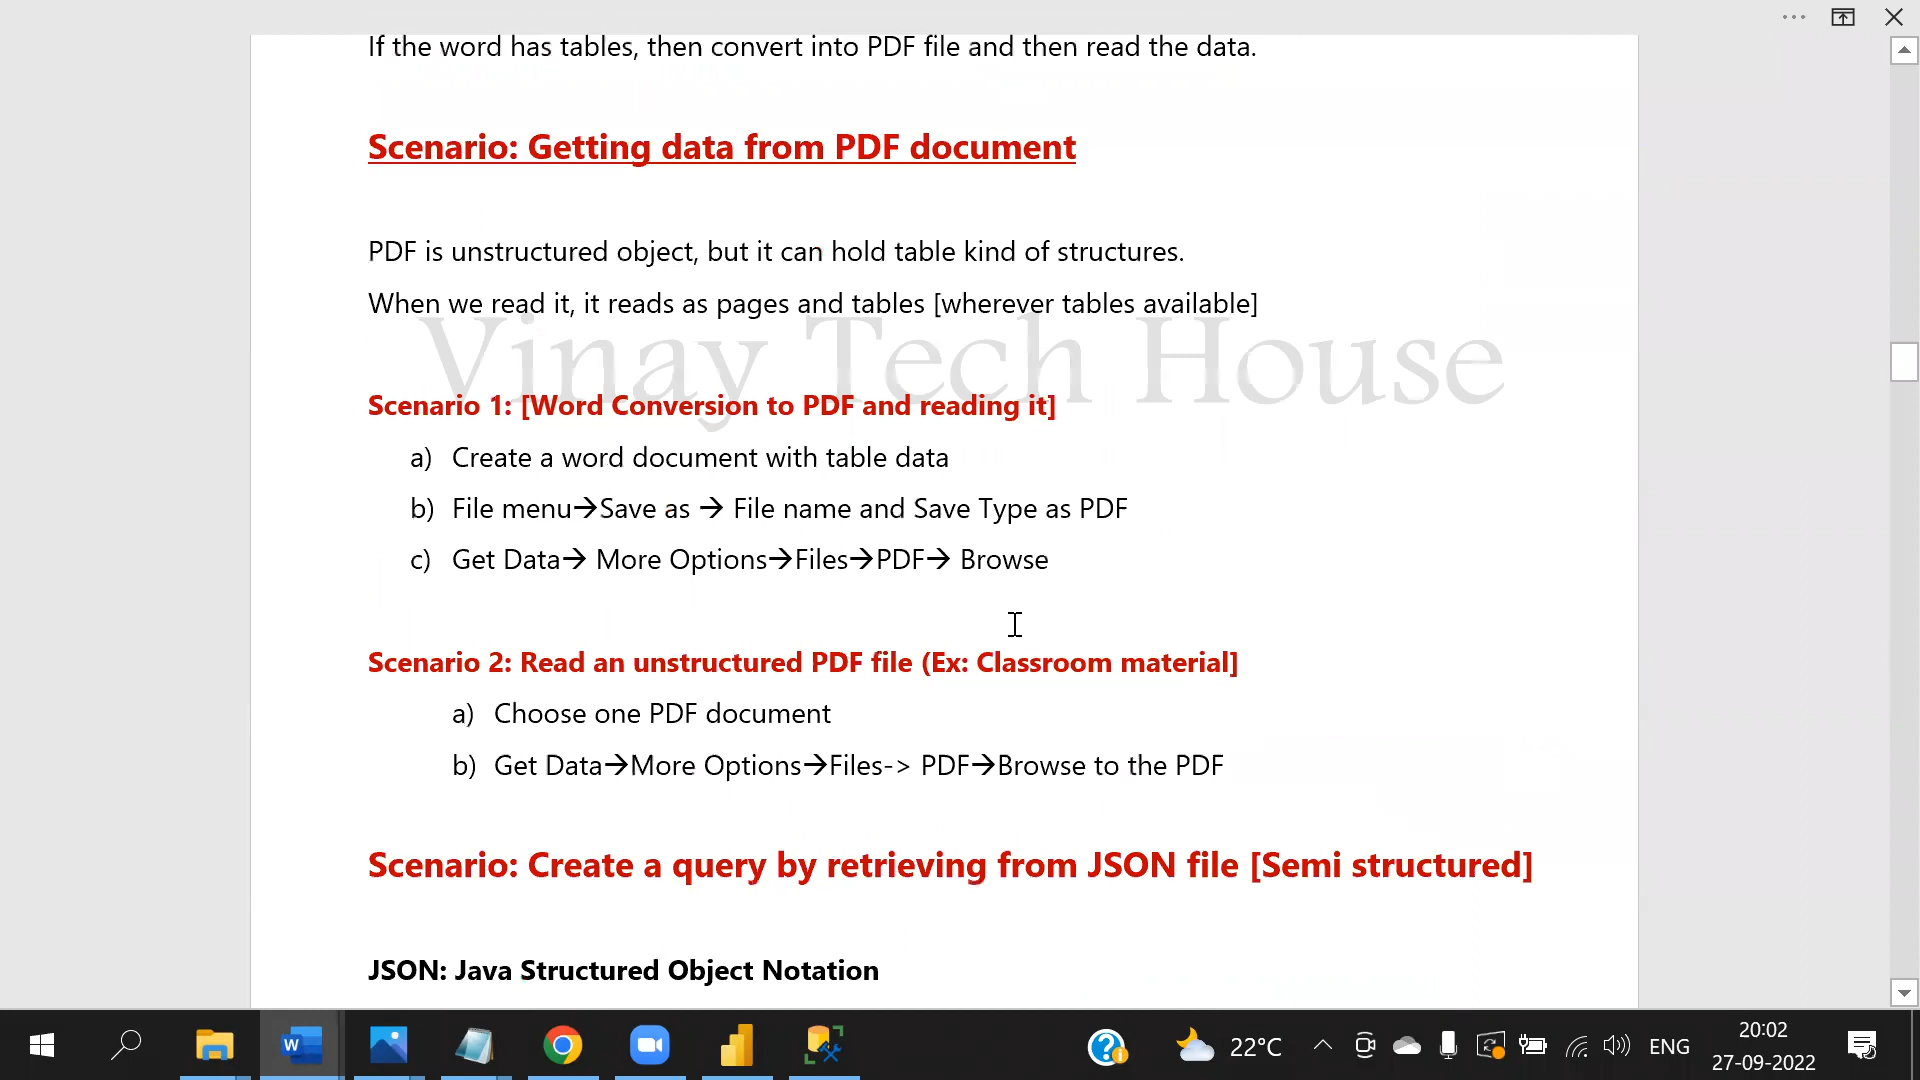 If the word has tables, then convert into PDF file and then read the data.
Scenario: Getting data from PDF document
PDF is unstructured object, but it can hold table kind of structures.
When we read it, it reads as pages and tables [wherever tables available]
Vinay Tech House
Scenario 1: [Word Conversion to PDF and reading it]
a) Create a word document with table data
b) File menu→Save as → File name and Save Type as PDF
c) Get Data→ More Options→Files→PDF→ Browse
Scenario 2: Read an unstructured PDF file (Ex: Classroom material]
a) Choose one PDF document
b) Get Data→More Options→Files-> PDF→Browse to the PDF
Scenario: Create a query by retrieving from JSON file [Semi structured]
JSON: Java Structured Object Notation
22°C
ENG
20:02
27-09-2022